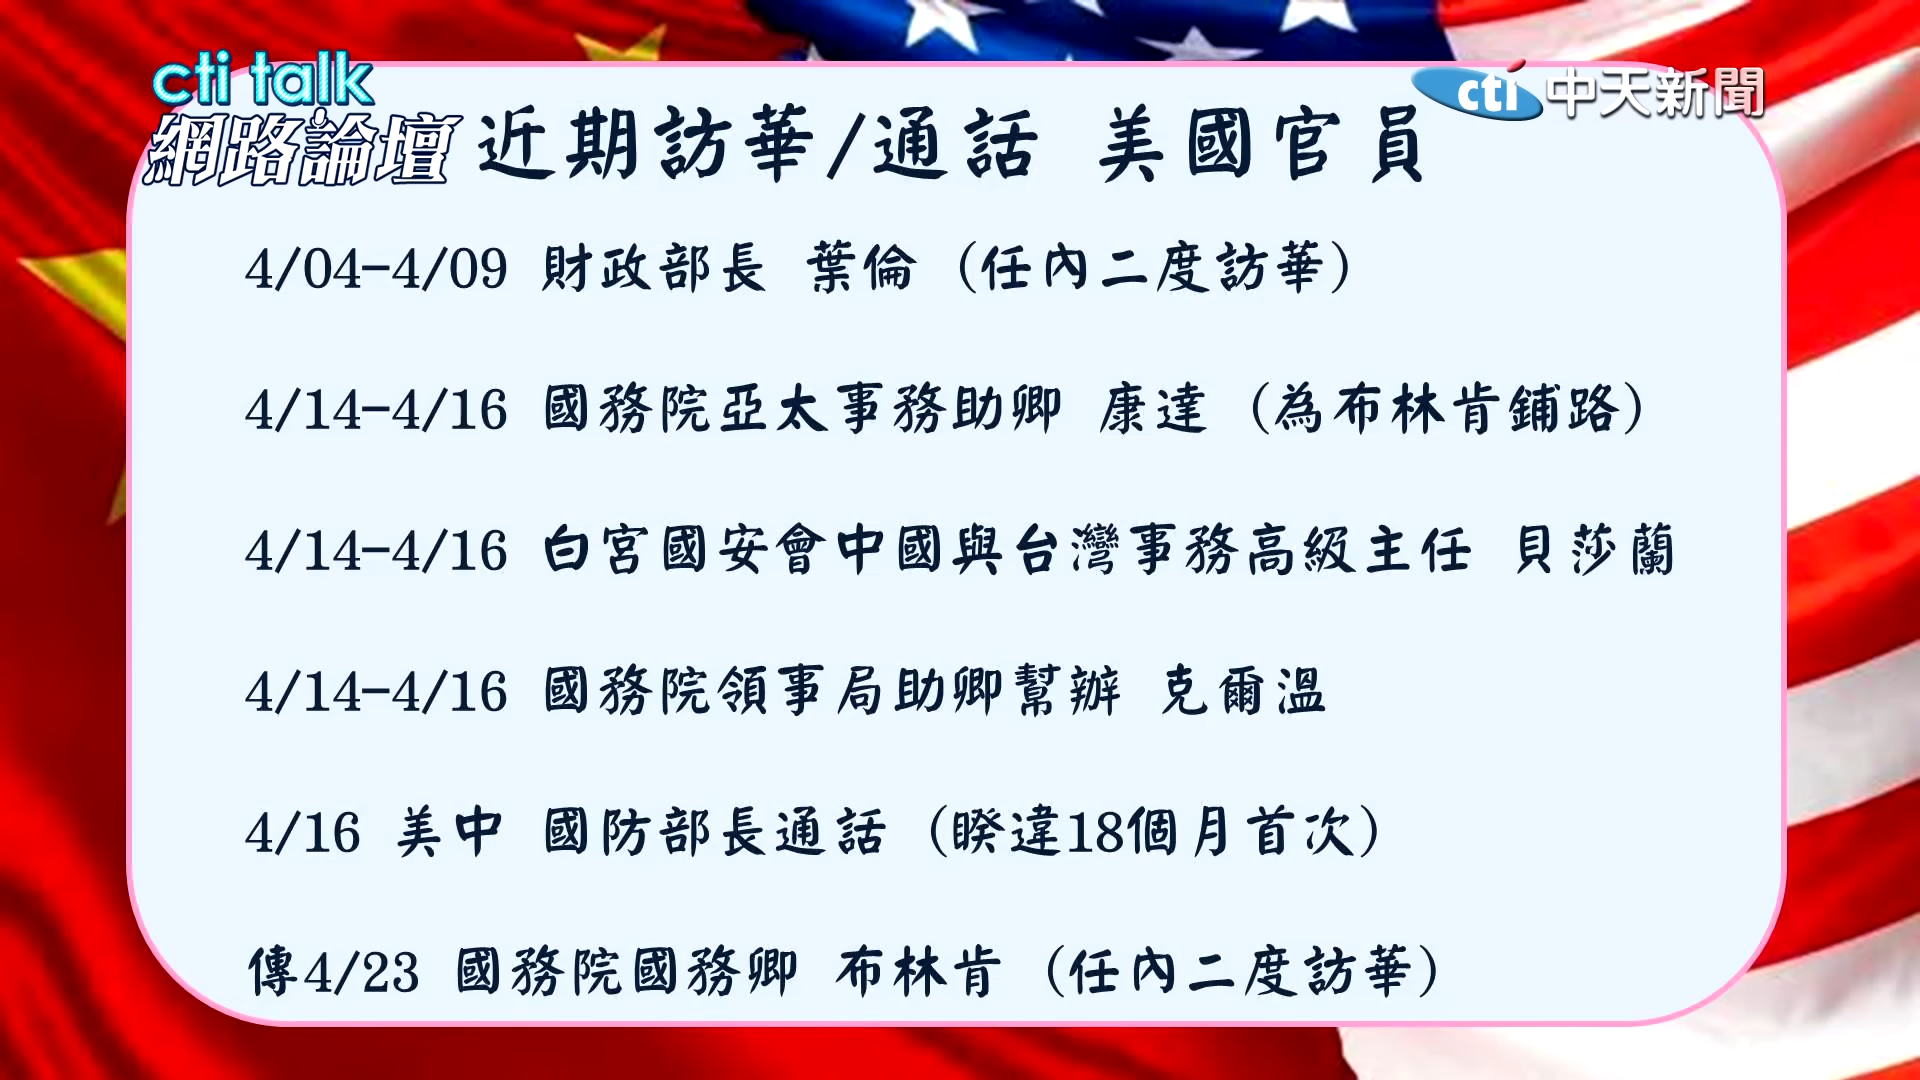 cti talk
網路論壇
cti 中天新聞
近期訪華/通話 美國官員
4/04-4/09 財政部長 葉倫 (任內二度訪華)
4/14-4/16 國務院亞太事務助卿 康達 (為布林肯鋪路)
4/14-4/16 白宮國安會中國與台灣事務高級主任 貝莎蘭
4/14-4/16 國務院領事局助卿幫辦 克爾溫
4/16 美中 國防部長通話 (睽違18個月首次)
傳4/23 國務院國務卿 布林肯 (任內二度訪華)